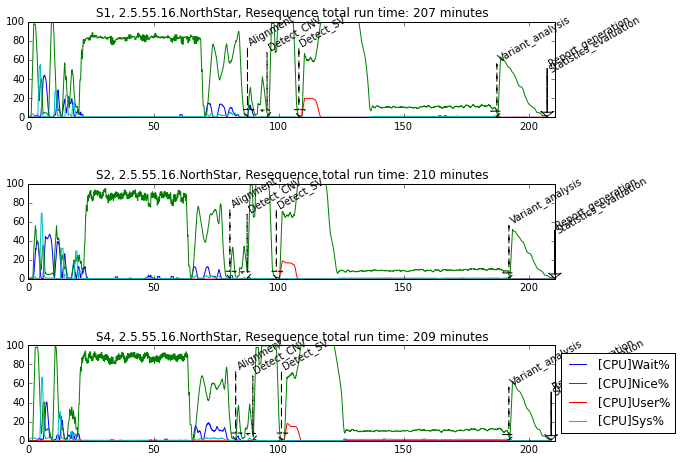 S1, 2.5.55.16.NorthStar, Resequence total run time: 207 minutes
100
80
60
40
20
0
Alignment
Detect_CNV
Detect_SV
Variant_analysis
Report_generation
Statistics_evaluation
0 50 100 150 200
S2, 2.5.55.16.NorthStar, Resequence total run time: 210 minutes
100
80
60
40
20
0
Alignment
Detect_CNV
Detect_SV
Variant_analysis
Report_generation
Statistics_evaluation
0 50 100 150 200
S4, 2.5.55.16.NorthStar, Resequence total run time: 209 minutes
100
80
60
40
20
0
Alignment
Detect_CNV
Detect_SV
Variant_analysis
0 50 100 150 200
[CPU]Wait%
[CPU]Nice%
[CPU]User%
[CPU]Sys%